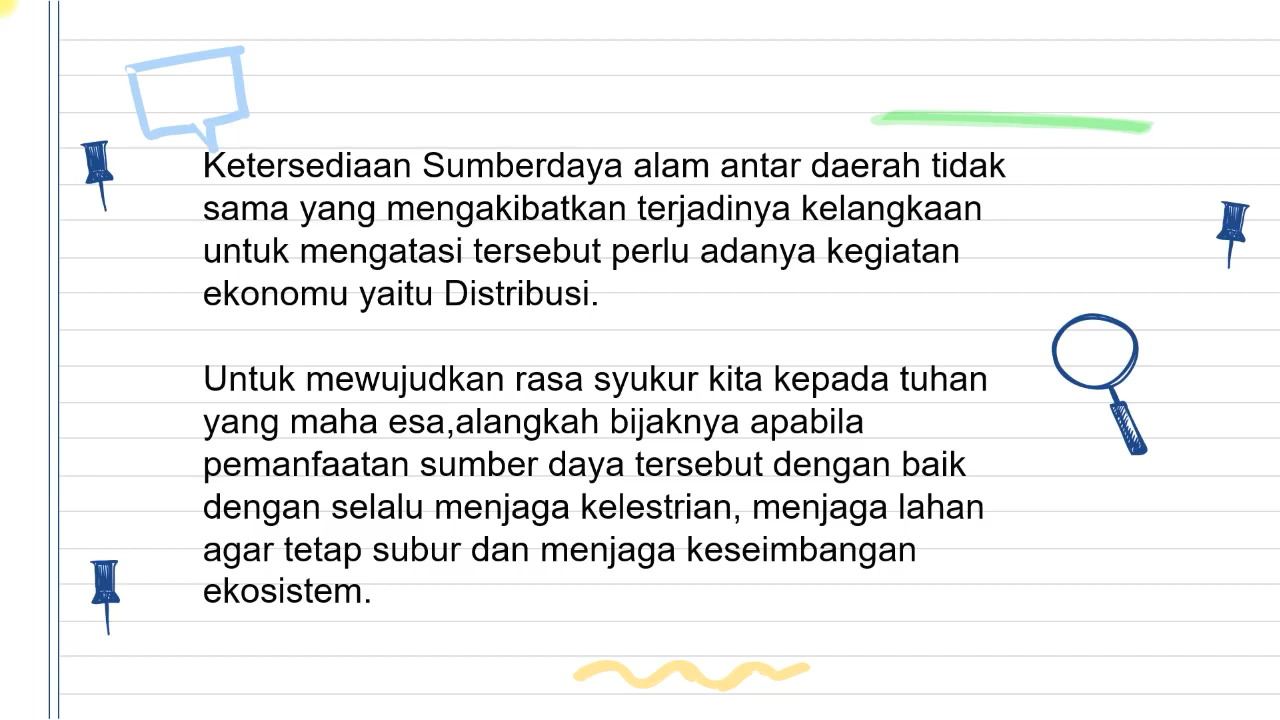 Ketersediaan Sumberdaya alam antar daerah tidak
sama yang mengakibatkan terjadinya kelangkaan
untuk mengatasi tersebut perlu adanya kegiatan
ekonomu yaitu Distribusi.
Untuk mewujudkan rasa syukur kita kepada tuhan
yang maha esa,alangkah bijaknya apabila
pemanfaatan sumber daya tersebut dengan baik
dengan selalu menjaga kelestrian, menjaga lahan
agar tetap subur dan menjaga keseimbangan
ekosistem.